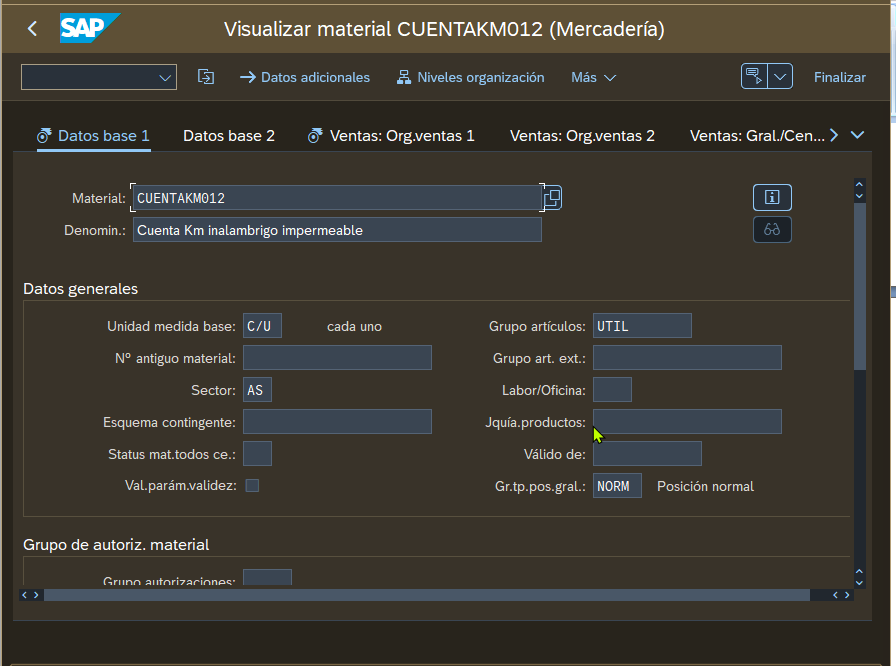 SAP
Visualizar material CUENTAKM012 (Mercadería)
Datos adicionales Niveles organización Más Finalizar
Datos base 1 Datos base 2 Ventas: Org.ventas 1 Ventas: Org.ventas 2 Ventas: Gral./Cen...
Material: CUENTAKM012
Denomin.: Cuenta Km inalambrigo impermeable
Datos generales
Unidad medida base: C/U cada uno Grupo artículos: UTIL
Nº antiguo material: Grupo art. ext.:
Sector: AS Labor/Oficina:
Esquema contingente: Jquía.productos:
Status mat.todos ce.: Válido de:
Val.parám.validez: Gr.tp.pos.gral.: NORM Posición normal
Grupo de autoriz. material
Grupo autorizaciones: